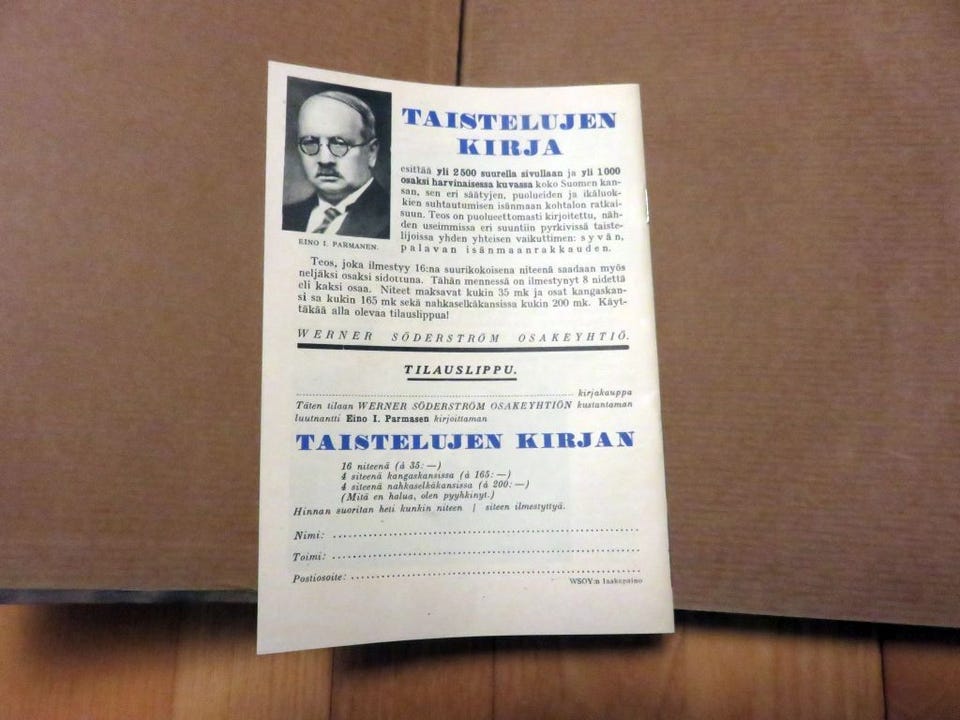 TAISTELUJEN
KIRJA
esittää yli 2500 suurella sivullaan ja yli 1000
osaksi harvinaisessa kuvassa koko Suomen kan-
san, sen eri säätyjen, puolueiden ja ikäluok-
kien suhtautumisen isänmaan kohtalon ratkai-
suun. Teos on puolueettomasti kirjoitettu, näh-
den useimmissa eri suuntiin pyrkivissä taiste-
lijoissa yhden yhteisen vaikuttimen: syvän,
palavan isänmaanrakkauden.
EINO I. PARMANEN.
Teos, joka ilmestyy 16:na suurikokoisena niteenä saadaan myös
neljäksi osaksi sidottuna. Tähän mennessä on ilmestynyt 8 nidettä
eli kaksi osaa. Niteet maksavat kukin 35 mk ja osat kangaskan-
si sa kukin 165 mk sekä nahkaselkäkansissa kukin 200 mk. Käyt-
täkää alla olevaa tilauslippua!
WERNER SÖDERSTRÖM OSAKEYHTIÖ.
TILAUSLIPPU.
kirjakauppa
Täten tilaan WERNER SÖDERSTRÖM OSAKEYHTIÖN kustantaman
luutnantti Eino I. Parmasen kirjoittaman
TAISTELUJEN KIRJAN
16 niteenä (à 35: —)
4 siteenä kangaskansissa (à 165: —)
4 siteenä nahkaselkäkansissa (à 200: —)
(Mitä en halua, olen pyyhkinyt.)
Hinnan suoritan heti kunkin niteen | siteen ilmestyttyä.
Nimi:
Toimi:
Postiosoite:
WSOY:n laakapaino